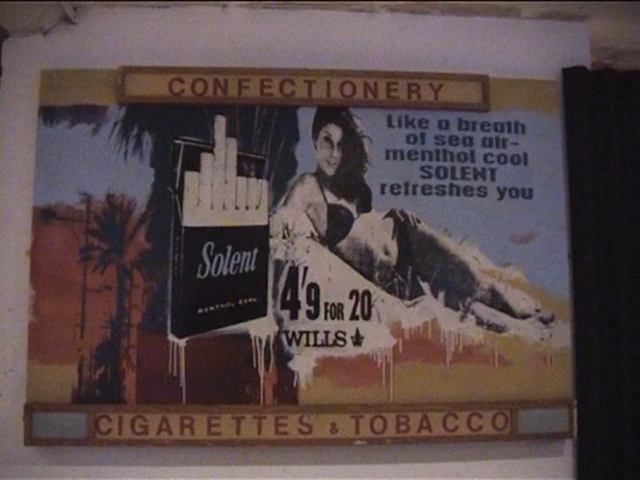 CONFECTIONERY
Like a breath
of sea air-
menthol cool
SOLENT
refreshes you
Solent
MENTHOL COOL
4'9 FOR 20
WILLS
CIGARETTES & TOBACCO